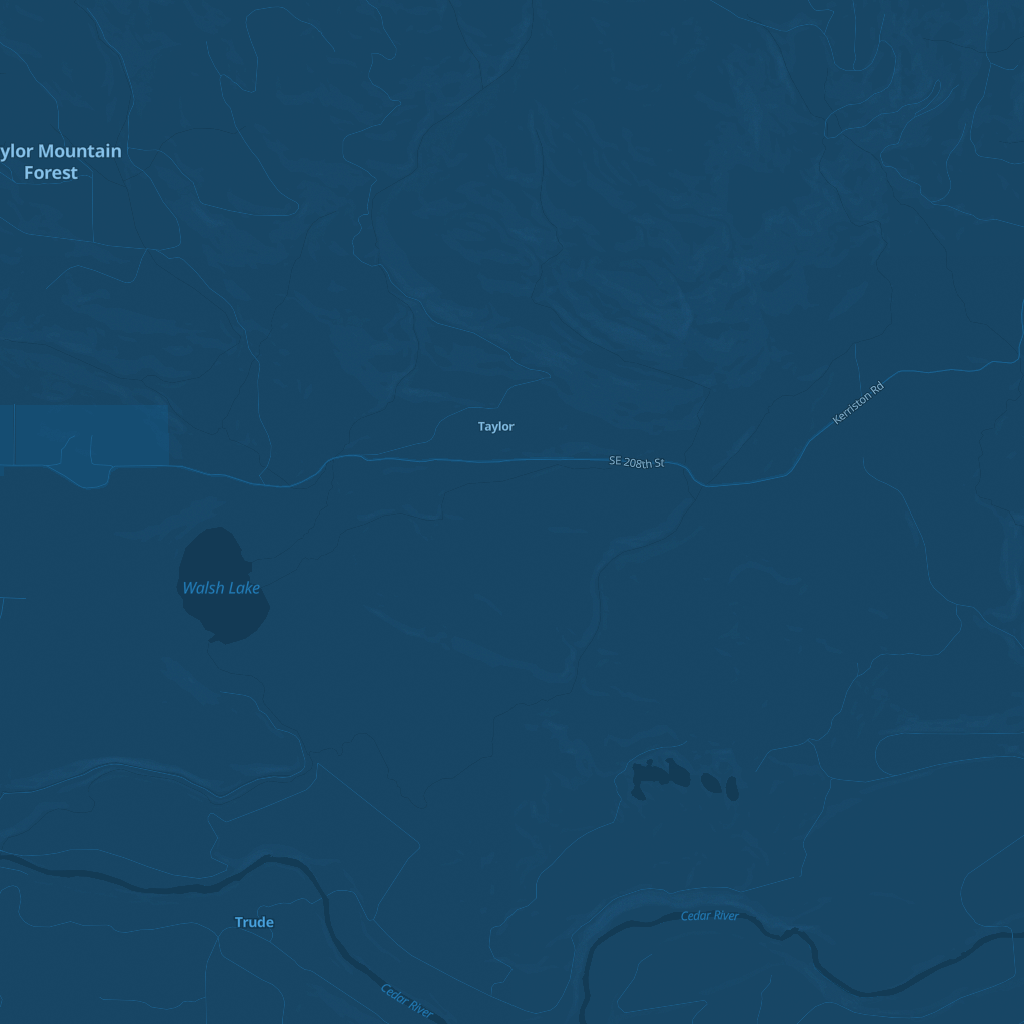 ylor Mountain
Forest
Kerriston Rd
Taylor
SE 208th St
Walsh Lake
Cedar River
Trude
Cedar River